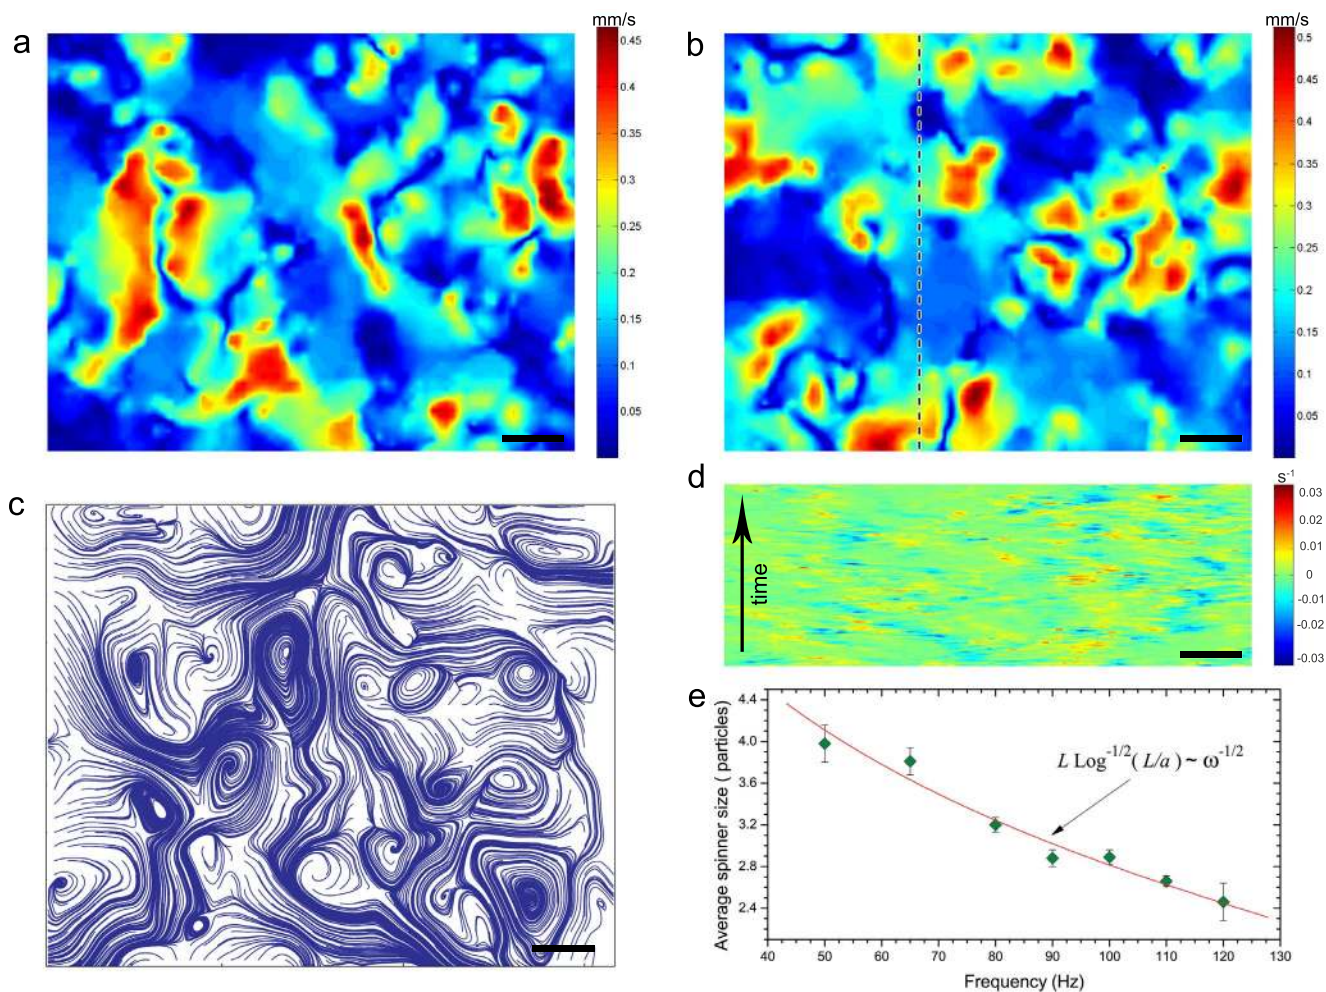 a
mm/s
0.45
0.4
0.35
0.3
0.25
0.2
0.15
0.1
0.05
b
mm/s
0.5
0.45
0.4
0.35
0.3
0.25
0.2
0.15
0.1
0.05
c
d
time
s⁻¹
0.03
0.02
0.01
0
-0.01
-0.02
-0.03
e
Average spinner size ( particles)
4.4
4.0
3.6
3.2
2.8
2.4
L Log⁻¹/²( L/a ) ~ ω⁻¹/²
40 50 60 70 80 90 100 110 120 130
Frequency (Hz)